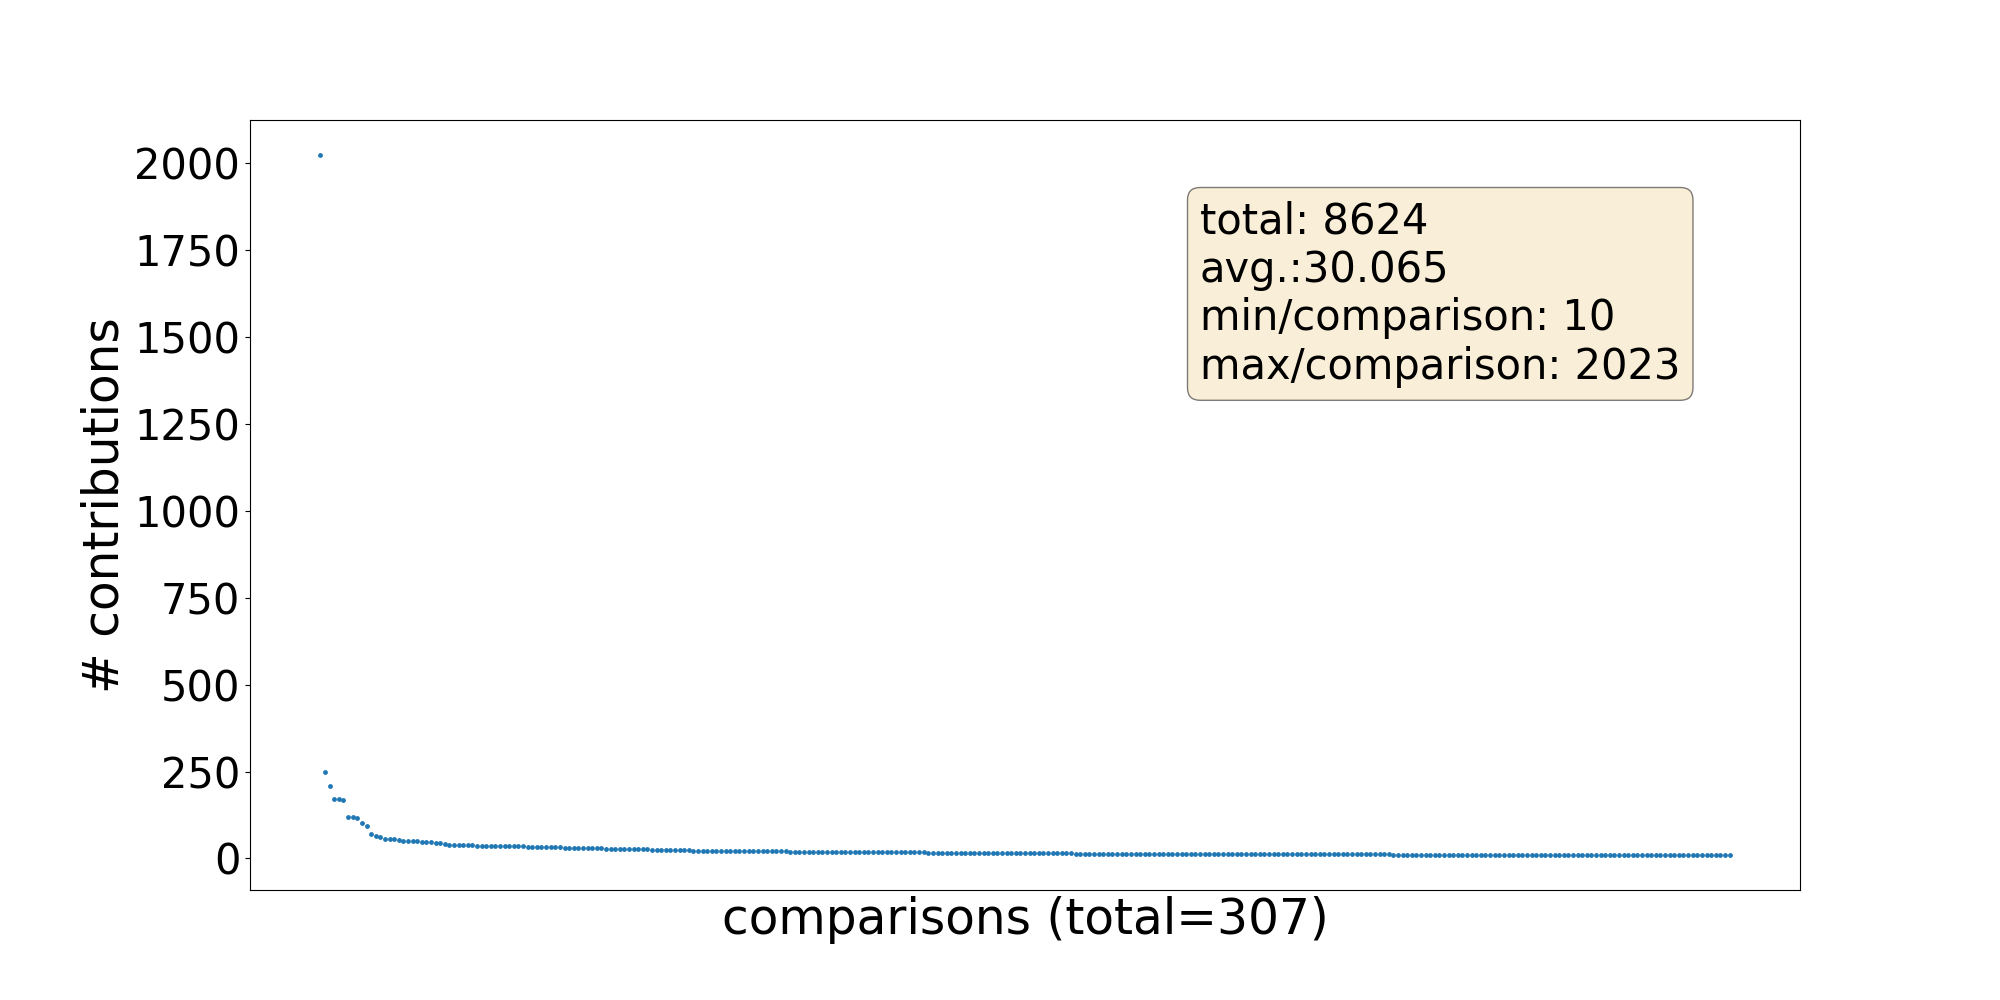 2000
1750
1500
1250
1000
750
500
250
0
# contributions
total: 8624
avg.:30.065
min/comparison: 10
max/comparison: 2023
comparisons (total=307)